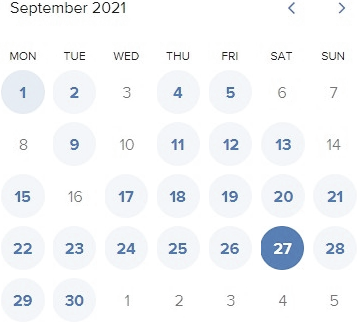 September 2021
MON TUE WED THU FRI SAT SUN
1 2 3 4 5 6 7
8 9 10 11 12 13 14
15 16 17 18 19 20 21
22 23 24 25 26 27 28
29 30 1 2 3 4 5